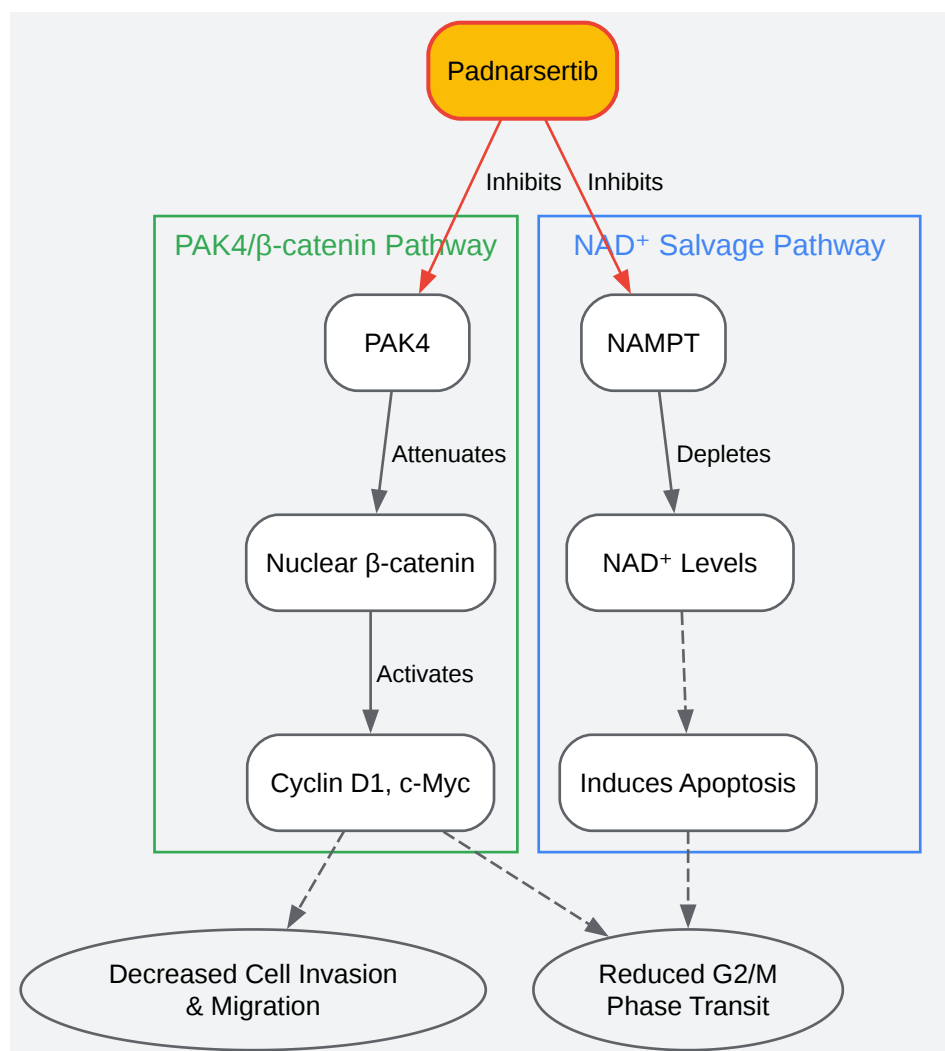 Padnarsertib
Inhibits
Inhibits
PAK4/β-catenin Pathway
NAD⁺ Salvage Pathway
PAK4
NAMPT
Attenuates
Depletes
Nuclear β-catenin
NAD⁺ Levels
Activates
Cyclin D1, c-Myc
Induces Apoptosis
Decreased Cell Invasion
& Migration
Reduced G2/M
Phase Transit